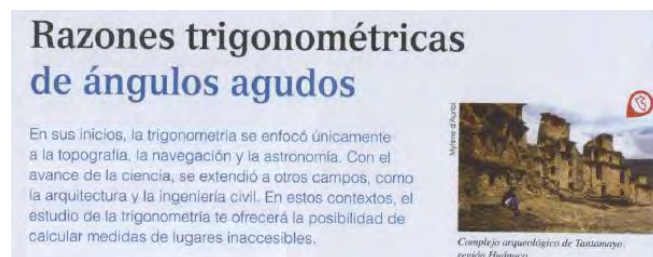 Razones trigonométricas
de ángulos agudos
En sus inicios, la trigonometría se enfocó únicamente
a la topografía, la navegación y la astronomía. Con el
avance de la ciencia, se extendió a otros campos, como
la arquitectura y la ingeniería civil. En estos contextos, el
estudio de la trigonometría te ofrecerá la posibilidad de
calcular medidas de lugares inaccesibles.
Complejo arqueológico de Tantamayo,
región Huánuco